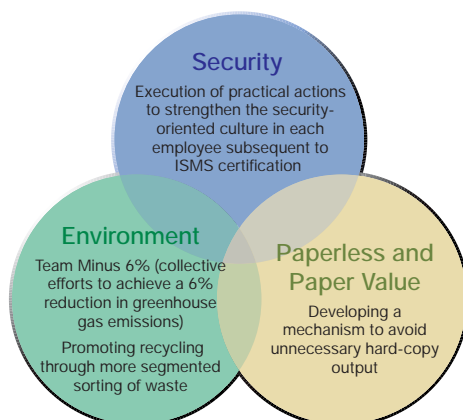 Security
Execution of practical actions
to strengthen the security-
oriented culture in each
employee subsequent to
ISMS certification
Environment
Team Minus 6% (collective
efforts to achieve a 6%
reduction in greenhouse
gas emissions)
Promoting recycling
through more segmented
sorting of waste
Paperless and
Paper Value
Developing a
mechanism to avoid
unnecessary hard-copy
output